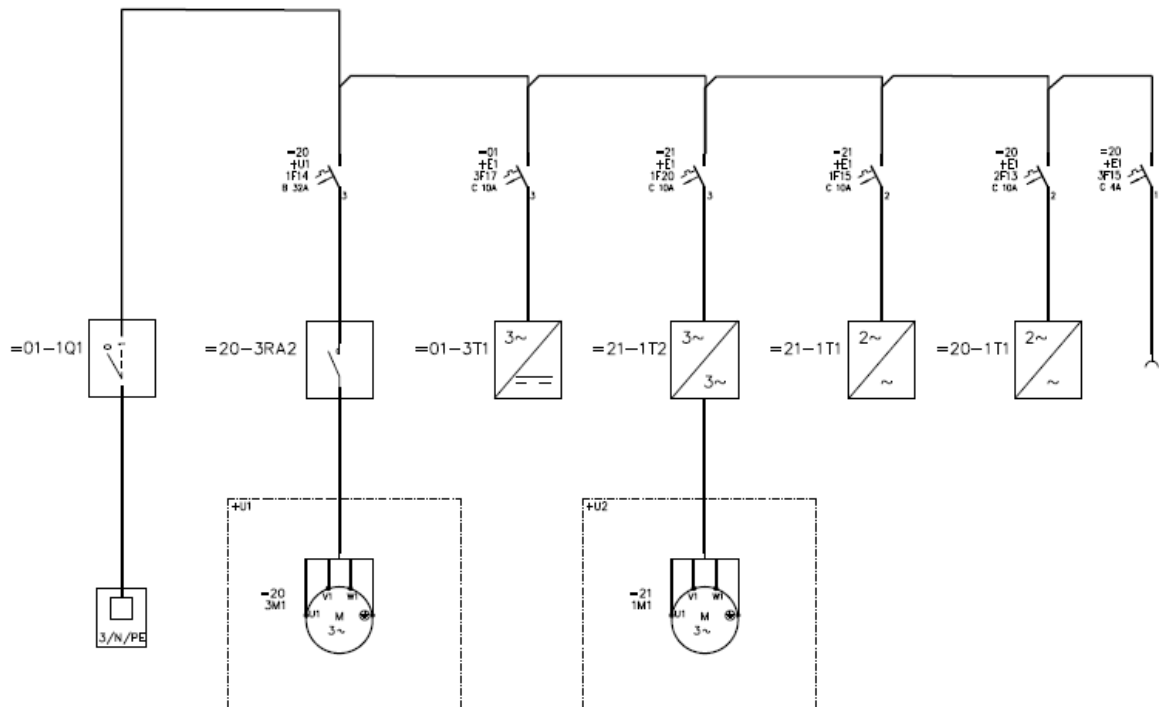 -20
+U1
1F14
B 32A
3
-01
+E1
3F17
C 10A
3
-21
+E1
1F20
C 10A
3
-21
+E1
1F15
C 10A
2
-20
+E1
2F13
C 10A
2
=20
+E1
3F15
C 4A
1
=01-1Q1
0 1
=20-3RA2
=01-3T1
3~
=21-1T2
3~
3~
=21-1T1
2~
~
=20-1T1
2~
~
+U1
+U2
3/N/PE
-20
3M1
U1
V1
W1
M
3~
-21
1M1
U1
V1
W1
M
3~